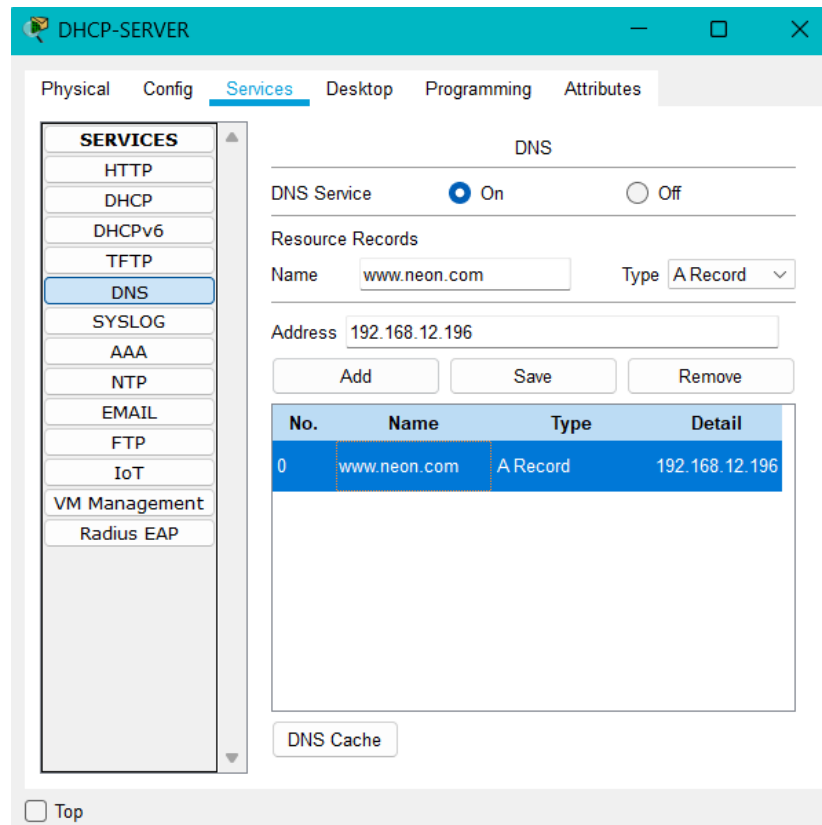 DHCP-SERVER
Physical Config Services Desktop Programming Attributes
SERVICES
HTTP
DHCP
DHCPv6
TFTP
DNS
SYSLOG
AAA
NTP
EMAIL
FTP
IoT
VM Management
Radius EAP
DNS
DNS Service On Off
Resource Records
Name www.neon.com Type A Record
Address 192.168.12.196
Add Save Remove
No. Name Type Detail
0 www.neon.com A Record 192.168.12.196
DNS Cache
Top